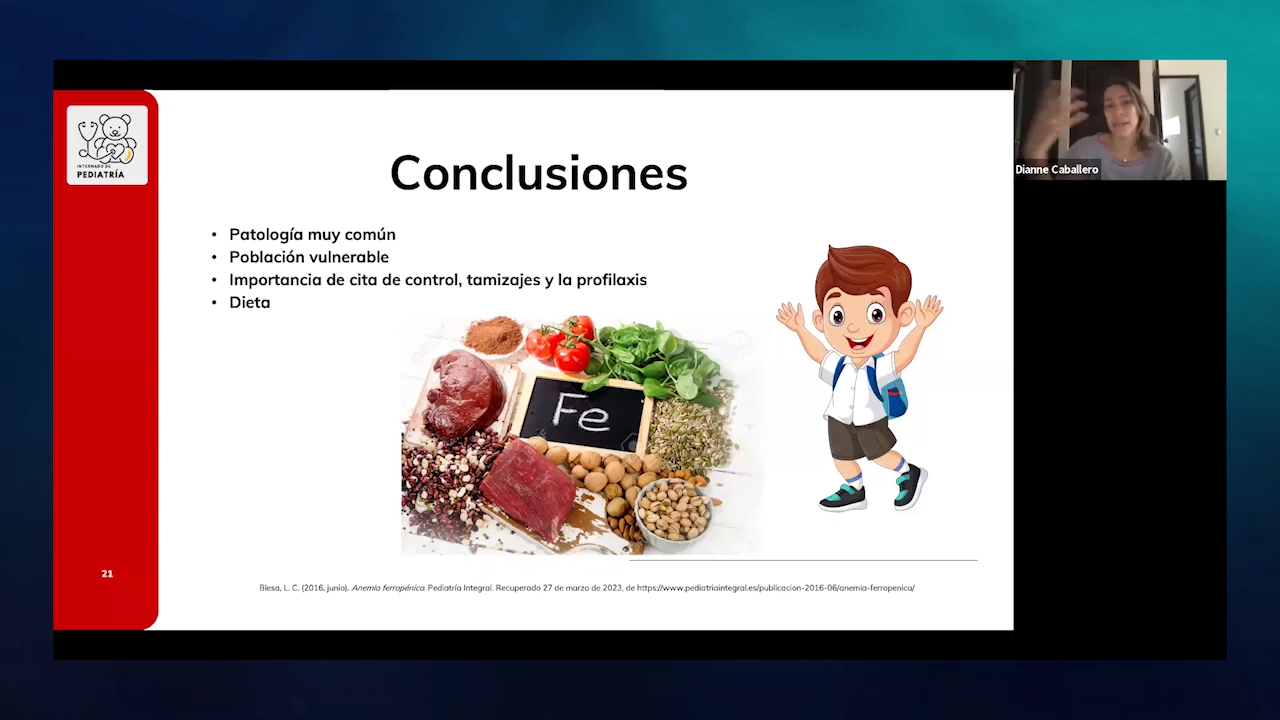 INTERNADO DE
PEDIATRÍA
Conclusiones
• Patología muy común
• Población vulnerable
• Importancia de cita de control, tamizajes y la profilaxis
• Dieta
Fe
21
Blesa, L. C. (2016, junio). Anemia ferropénica. Pediatría Integral. Recuperado 27 de marzo de 2023, de https://www.pediatriaintegral.es/publicacion-2016-06/anemia-ferropenica/
Dianne Caballero